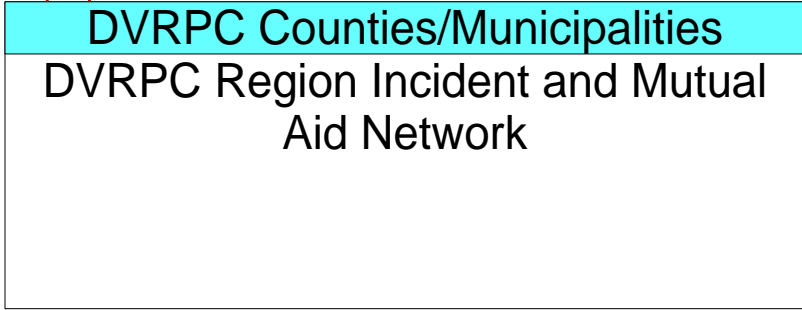 DVRPC Counties/Municipalities
DVRPC Region Incident and Mutual
Aid Network